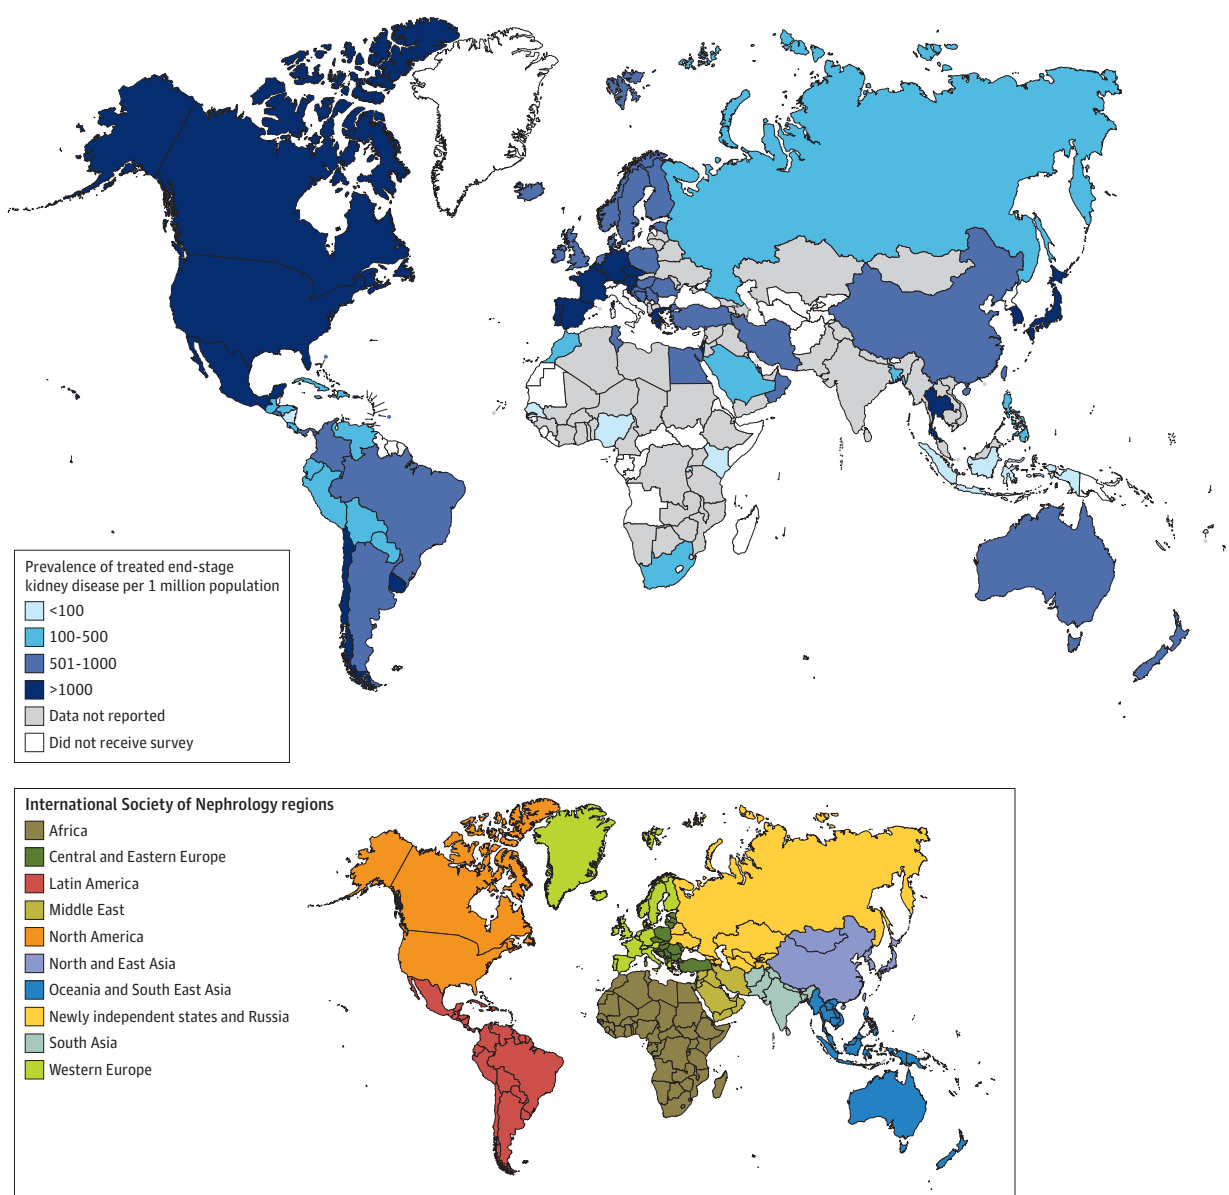 Prevalence of treated end-stage
kidney disease per 1 million population
<100
100-500
501-1000
>1000
Data not reported
Did not receive survey
International Society of Nephrology regions
Africa
Central and Eastern Europe
Latin America
Middle East
North America
North and East Asia
Oceania and South East Asia
Newly independent states and Russia
South Asia
Western Europe